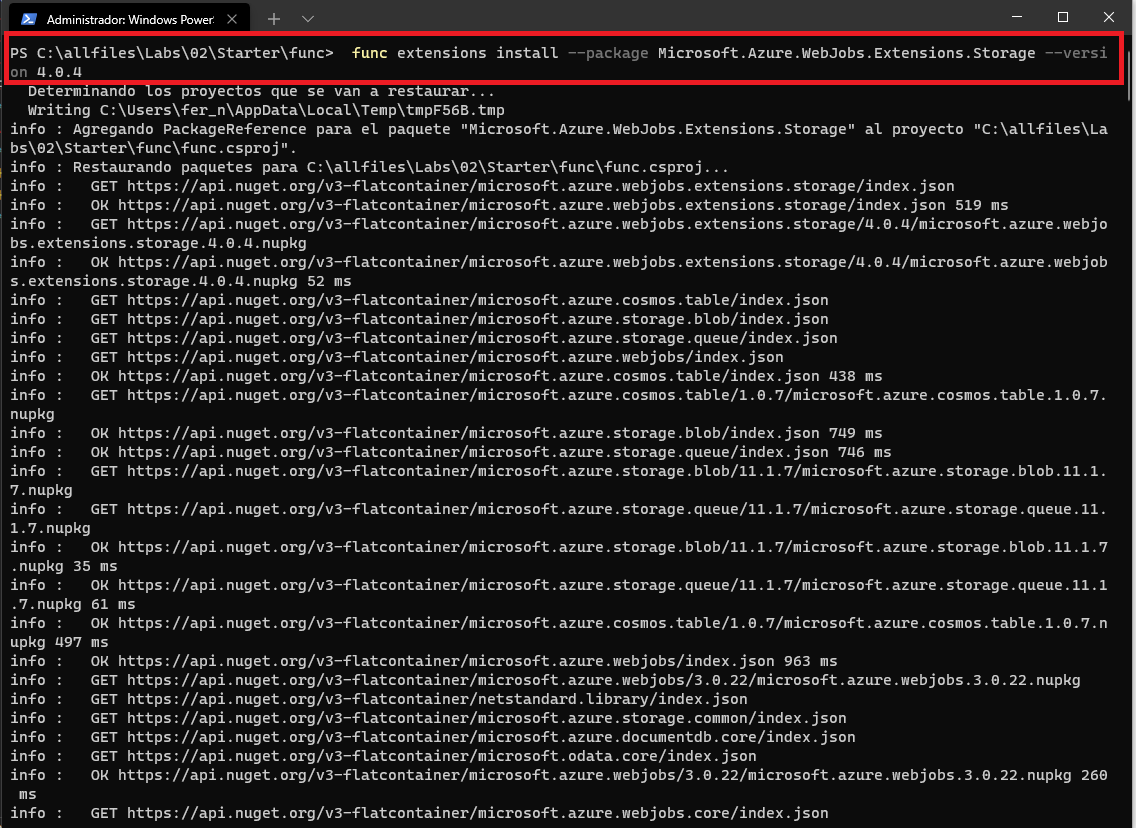 Administrador: Windows Power
PS C:\allfiles\Labs\02\Starter\func>  func extensions install --package Microsoft.Azure.WebJobs.Extensions.Storage --versi
on 4.0.4
  Determinando los proyectos que se van a restaurar...
  Writing C:\Users\fer_n\AppData\Local\Temp\tmpF56B.tmp
info : Agregando PackageReference para el paquete "Microsoft.Azure.WebJobs.Extensions.Storage" al proyecto "C:\allfiles\La
bs\02\Starter\func\func.csproj".
info : Restaurando paquetes para C:\allfiles\Labs\02\Starter\func\func.csproj...
info :   GET https://api.nuget.org/v3-flatcontainer/microsoft.azure.webjobs.extensions.storage/index.json
info :   OK https://api.nuget.org/v3-flatcontainer/microsoft.azure.webjobs.extensions.storage/index.json 519 ms
info :   GET https://api.nuget.org/v3-flatcontainer/microsoft.azure.webjobs.extensions.storage/4.0.4/microsoft.azure.webjo
bs.extensions.storage.4.0.4.nupkg
info :   OK https://api.nuget.org/v3-flatcontainer/microsoft.azure.webjobs.extensions.storage/4.0.4/microsoft.azure.webjob
s.extensions.storage.4.0.4.nupkg 52 ms
info :   GET https://api.nuget.org/v3-flatcontainer/microsoft.azure.cosmos.table/index.json
info :   GET https://api.nuget.org/v3-flatcontainer/microsoft.azure.storage.blob/index.json
info :   GET https://api.nuget.org/v3-flatcontainer/microsoft.azure.storage.queue/index.json
info :   GET https://api.nuget.org/v3-flatcontainer/microsoft.azure.webjobs/index.json
info :   OK https://api.nuget.org/v3-flatcontainer/microsoft.azure.cosmos.table/index.json 438 ms
info :   GET https://api.nuget.org/v3-flatcontainer/microsoft.azure.cosmos.table/1.0.7/microsoft.azure.cosmos.table.1.0.7.
nupkg
info :   OK https://api.nuget.org/v3-flatcontainer/microsoft.azure.storage.blob/index.json 749 ms
info :   OK https://api.nuget.org/v3-flatcontainer/microsoft.azure.storage.queue/index.json 746 ms
info :   GET https://api.nuget.org/v3-flatcontainer/microsoft.azure.storage.blob/11.1.7/microsoft.azure.storage.blob.11.1.
7.nupkg
info :   GET https://api.nuget.org/v3-flatcontainer/microsoft.azure.storage.queue/11.1.7/microsoft.azure.storage.queue.11.
1.7.nupkg
info :   OK https://api.nuget.org/v3-flatcontainer/microsoft.azure.storage.blob/11.1.7/microsoft.azure.storage.blob.11.1.7
.nupkg 35 ms
info :   OK https://api.nuget.org/v3-flatcontainer/microsoft.azure.storage.queue/11.1.7/microsoft.azure.storage.queue.11.1
.7.nupkg 61 ms
info :   OK https://api.nuget.org/v3-flatcontainer/microsoft.azure.cosmos.table/1.0.7/microsoft.azure.cosmos.table.1.0.7.n
upkg 497 ms
info :   OK https://api.nuget.org/v3-flatcontainer/microsoft.azure.webjobs/index.json 963 ms
info :   GET https://api.nuget.org/v3-flatcontainer/microsoft.azure.webjobs/3.0.22/microsoft.azure.webjobs.3.0.22.nupkg
info :   GET https://api.nuget.org/v3-flatcontainer/netstandard.library/index.json
info :   GET https://api.nuget.org/v3-flatcontainer/microsoft.azure.storage.common/index.json
info :   GET https://api.nuget.org/v3-flatcontainer/microsoft.azure.documentdb.core/index.json
info :   GET https://api.nuget.org/v3-flatcontainer/microsoft.odata.core/index.json
info :   OK https://api.nuget.org/v3-flatcontainer/microsoft.azure.webjobs/3.0.22/microsoft.azure.webjobs.3.0.22.nupkg 260
 ms
info :   GET https://api.nuget.org/v3-flatcontainer/microsoft.azure.webjobs.core/index.json